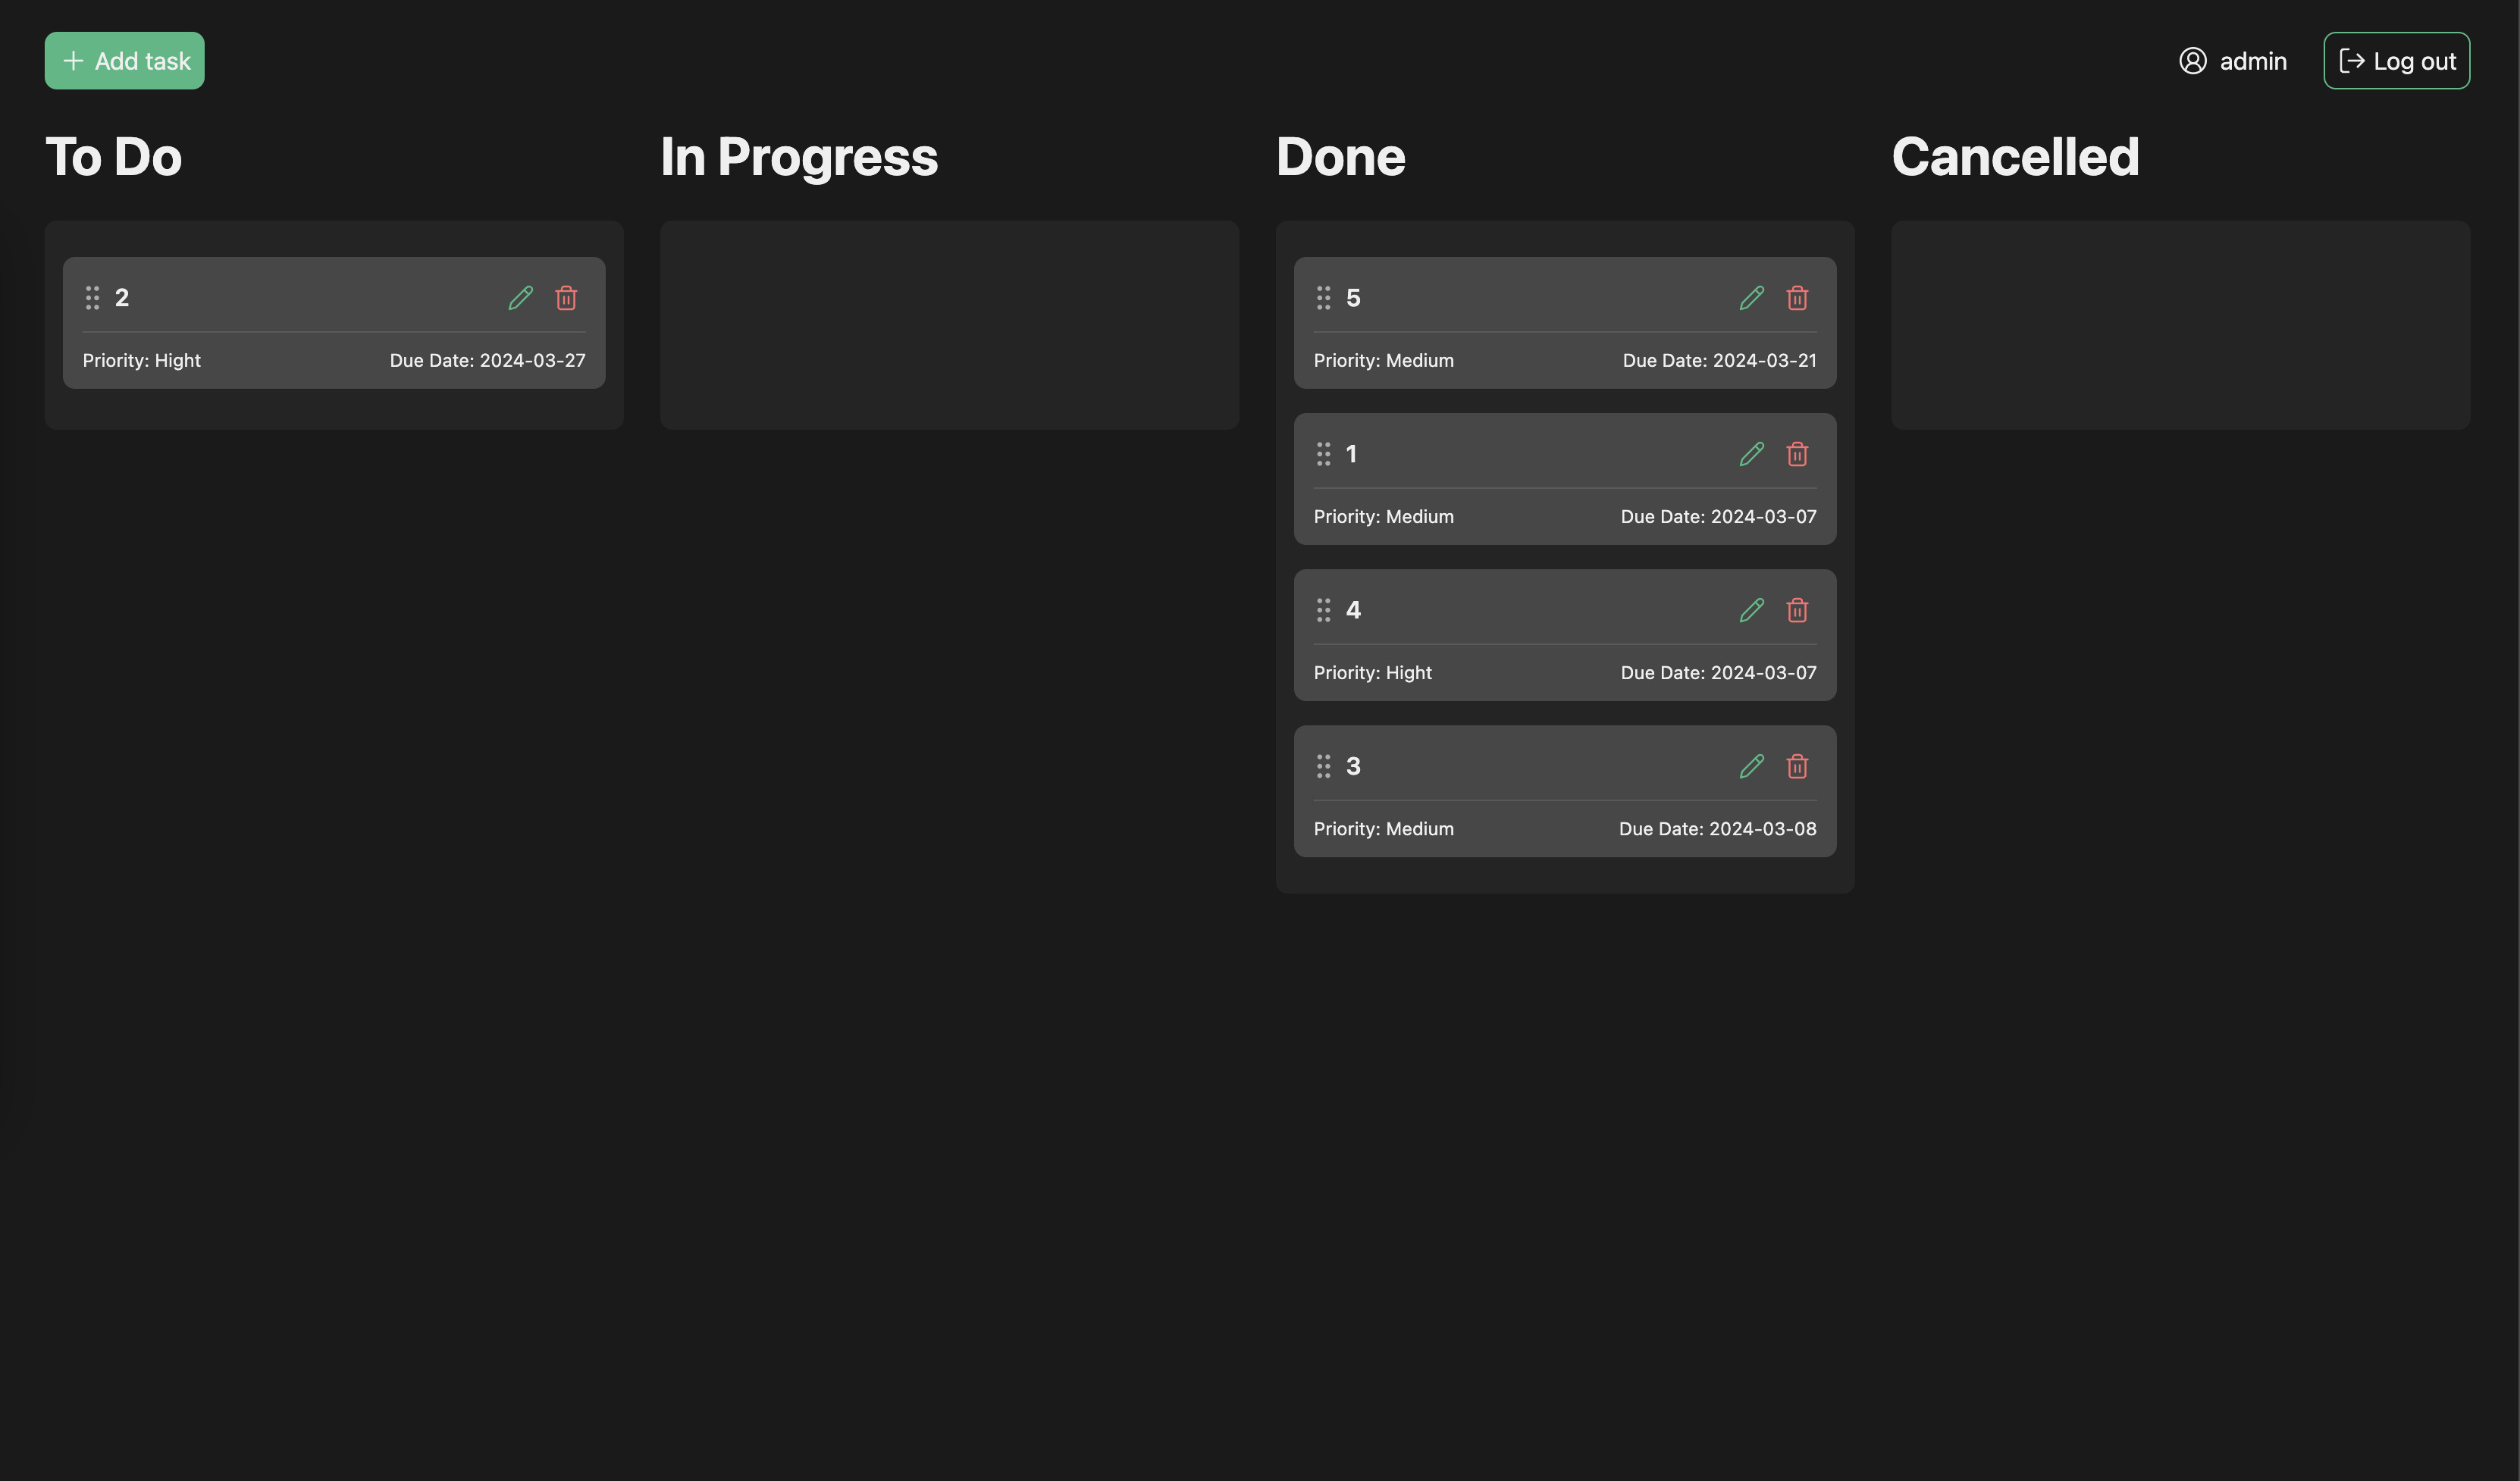 Add task
admin
Log out
To Do
In Progress
Done
Cancelled
2
Priority: Hight
Due Date: 2024-03-27
5
Priority: Medium
Due Date: 2024-03-21
1
Priority: Medium
Due Date: 2024-03-07
4
Priority: Hight
Due Date: 2024-03-07
3
Priority: Medium
Due Date: 2024-03-08